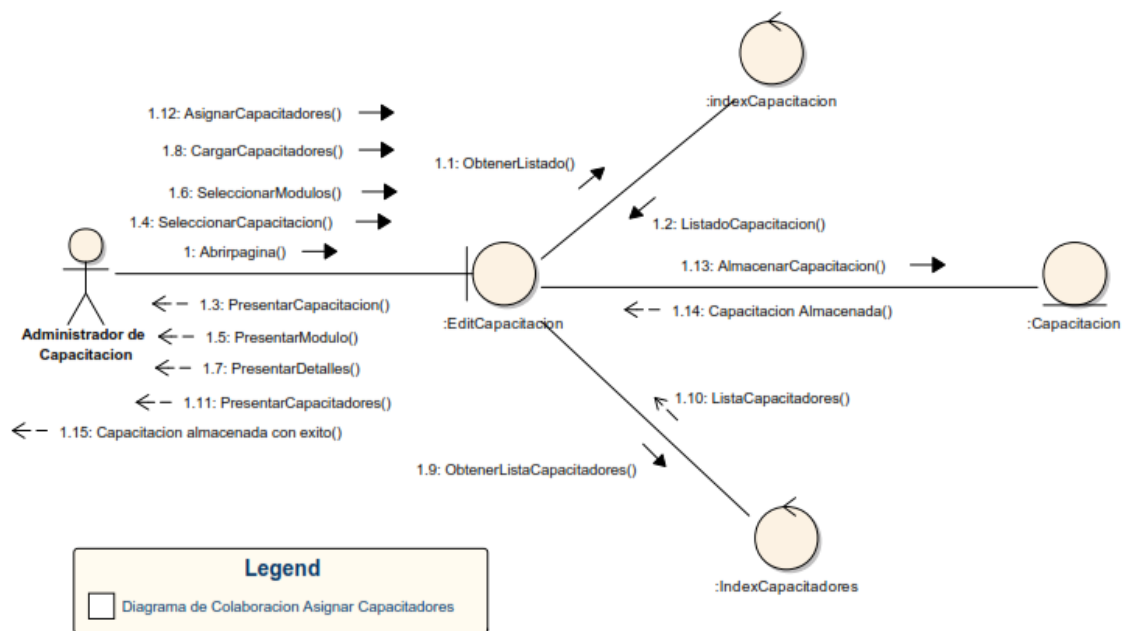 :indexCapacitacion
1.12: AsignarCapacitadores()
1.8: CargarCapacitadores()
1.1: ObtenerListado()
1.6: SeleccionarModulos()
1.4: SeleccionarCapacitacion()
1.2: ListadoCapacitacion()
1: Abrirpagina()
1.13: AlmacenarCapacitacion()
1.3: PresentarCapacitacion()
1.14: Capacitacion Almacenada()
:EditCapacitacion
:Capacitacion
Administrador de
Capacitacion
1.5: PresentarModulo()
1.7: PresentarDetalles()
1.10: ListaCapacitadores()
1.11: PresentarCapacitadores()
1.15: Capacitacion almacenada con exito()
1.9: ObtenerListaCapacitadores()
:IndexCapacitadores
Legend
Diagrama de Colaboracion Asignar Capacitadores